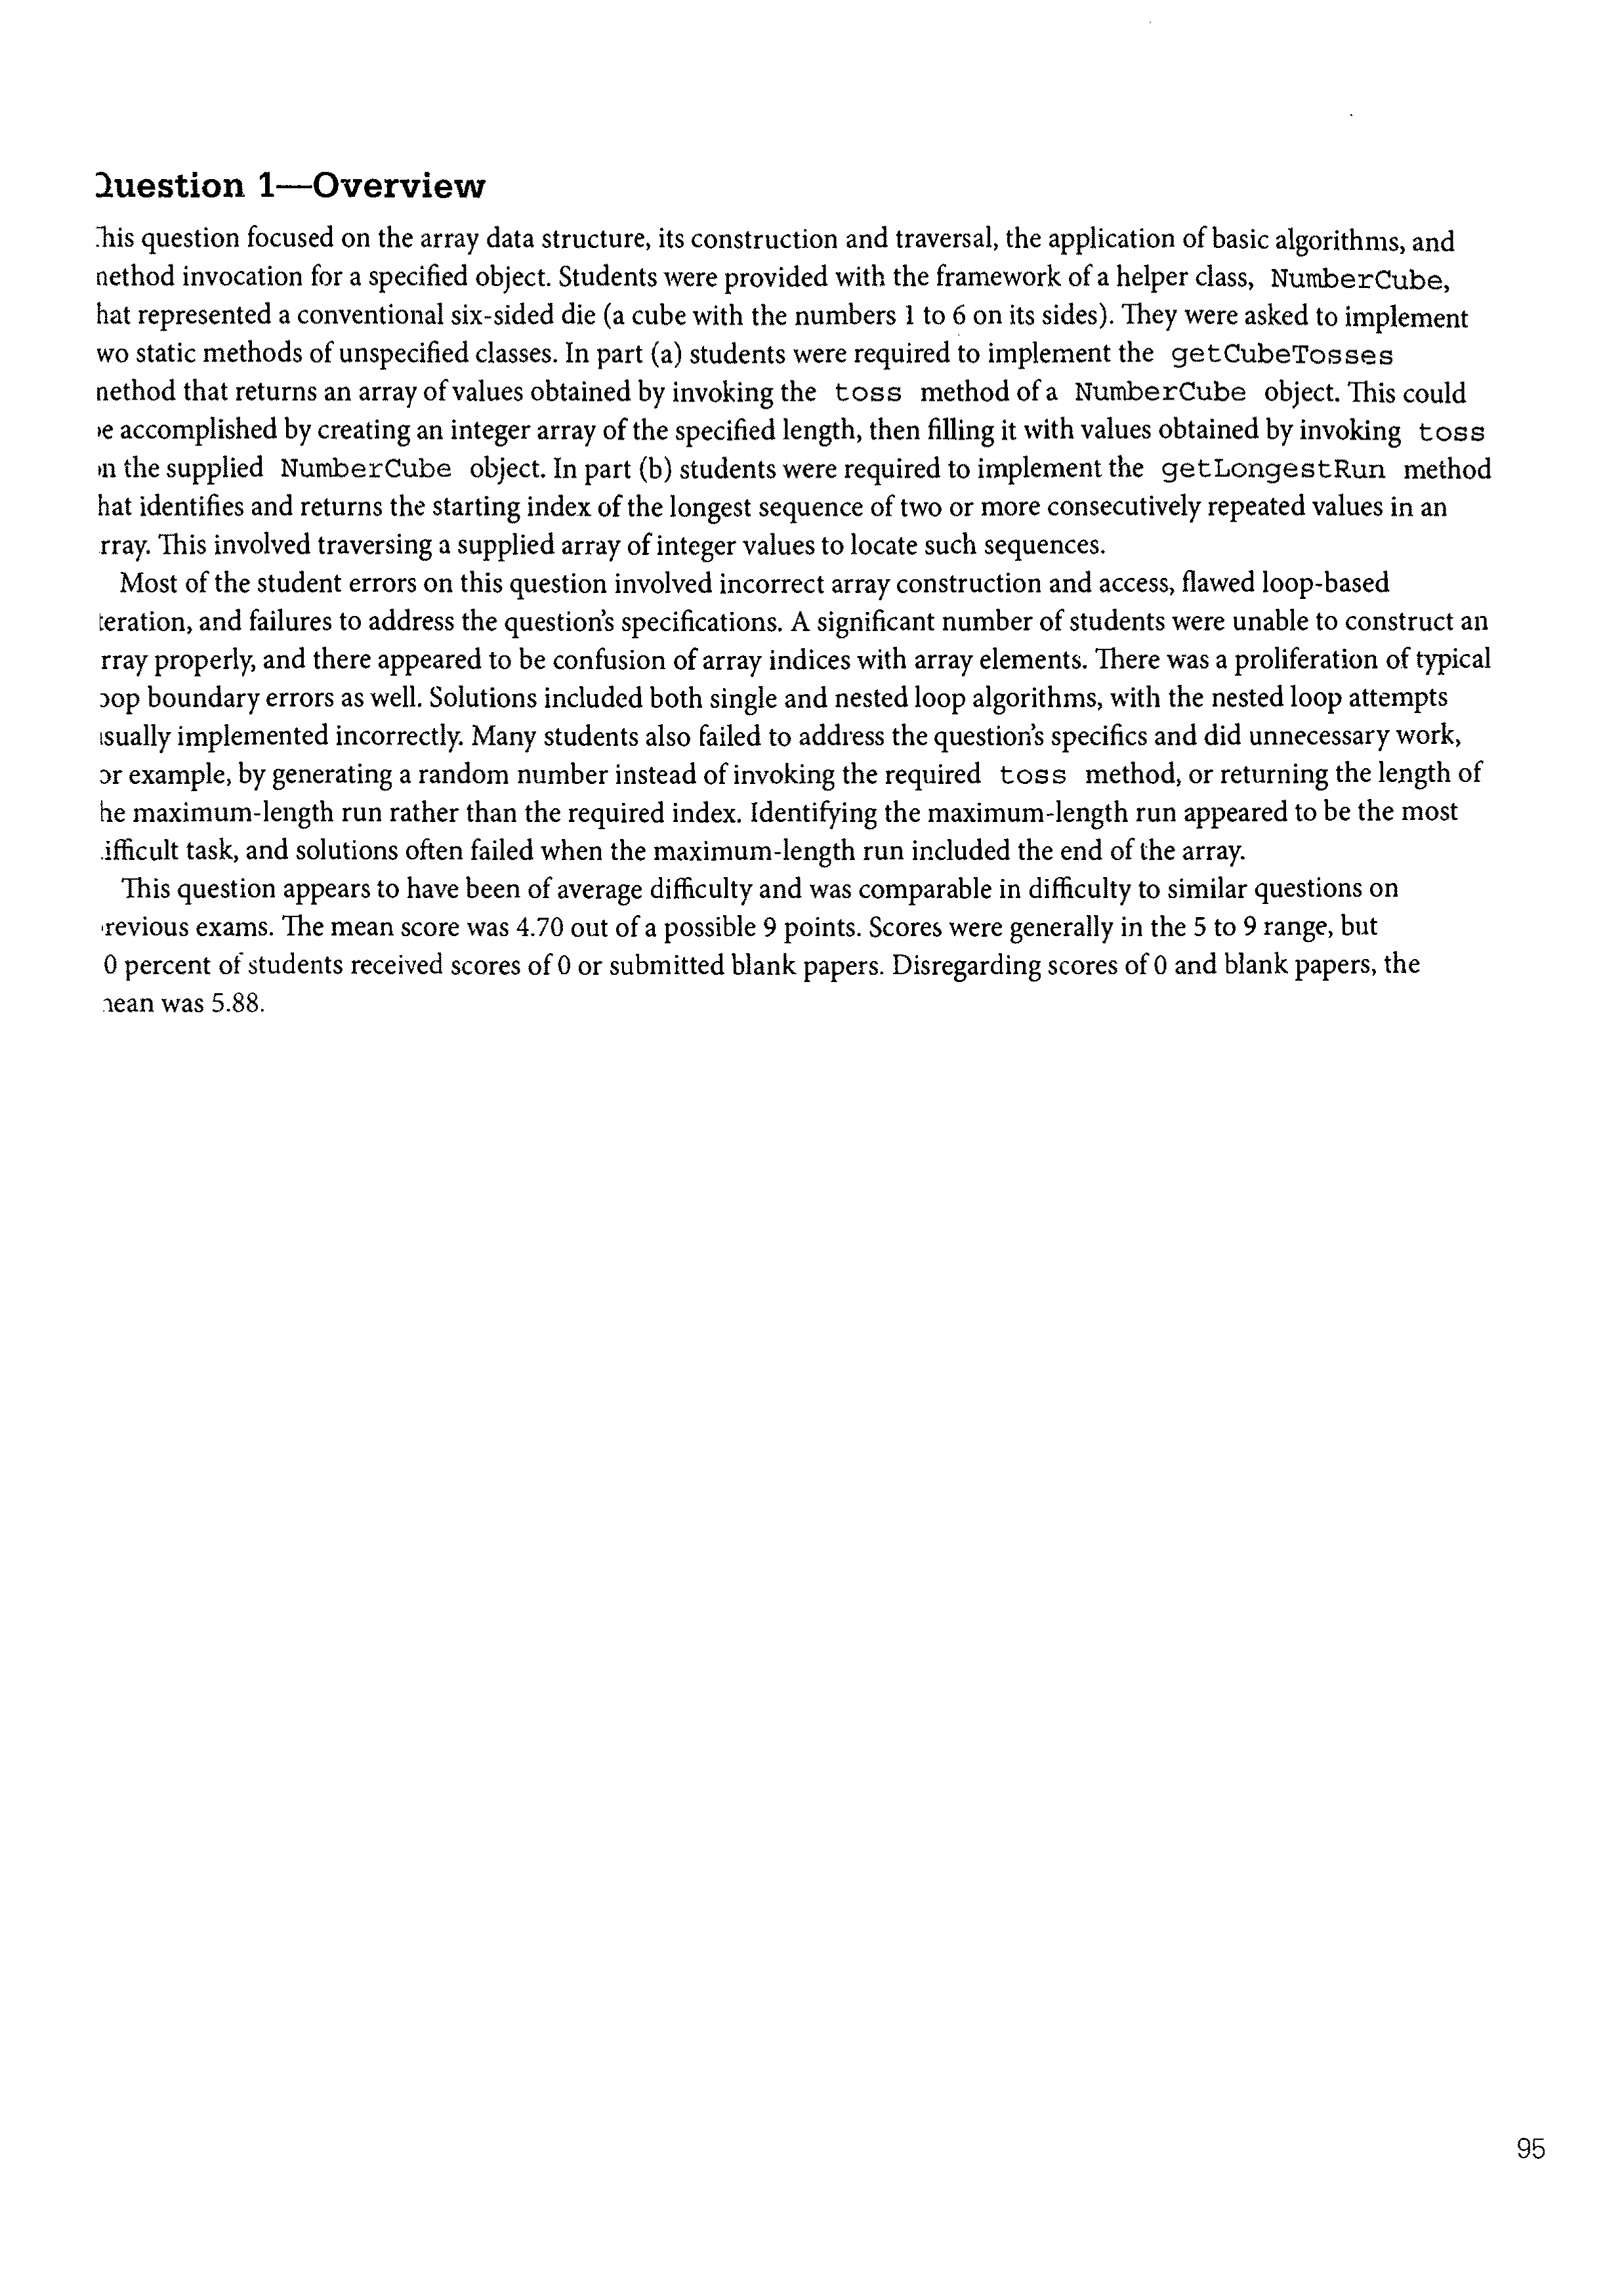 Question 1—Overview
This question focused on the array data structure, its construction and traversal, the application of basic algorithms, and
nethod invocation for a specified object. Students were provided with the framework of a helper class, NumberCube,
hat represented a conventional six-sided die (a cube with the numbers 1 to 6 on its sides). They were asked to implement
wo static methods of unspecified classes. In part (a) students were required to implement the getCubeTosses
nethod that returns an array of values obtained by invoking the toss method of a NumberCube object. This could
e accomplished by creating an integer array of the specified length, then filling it with values obtained by invoking toss
n the supplied NumberCube object. In part (b) students were required to implement the getLongestRun method
hat identifies and returns the starting index of the longest sequence of two or more consecutively repeated values in an
rray. This involved traversing a supplied array of integer values to locate such sequences.
Most of the student errors on this question involved incorrect array construction and access, flawed loop-based
teration, and failures to address the question's specifications. A significant number of students were unable to construct an
rray properly, and there appeared to be confusion of array indices with array elements. There was a proliferation of typical
oop boundary errors as well. Solutions included both single and nested loop algorithms, with the nested loop attempts
usually implemented incorrectly. Many students also failed to address the question's specifics and did unnecessary work,
or example, by generating a random number instead of invoking the required toss method, or returning the length of
he maximum-length run rather than the required index. Identifying the maximum-length run appeared to be the most
ifficult task, and solutions often failed when the maximum-length run included the end of the array.
This question appears to have been of average difficulty and was comparable in difficulty to similar questions on
revious exams. The mean score was 4.70 out of a possible 9 points. Scores were generally in the 5 to 9 range, but
0 percent of students received scores of 0 or submitted blank papers. Disregarding scores of 0 and blank papers, the
nean was 5.88.
95